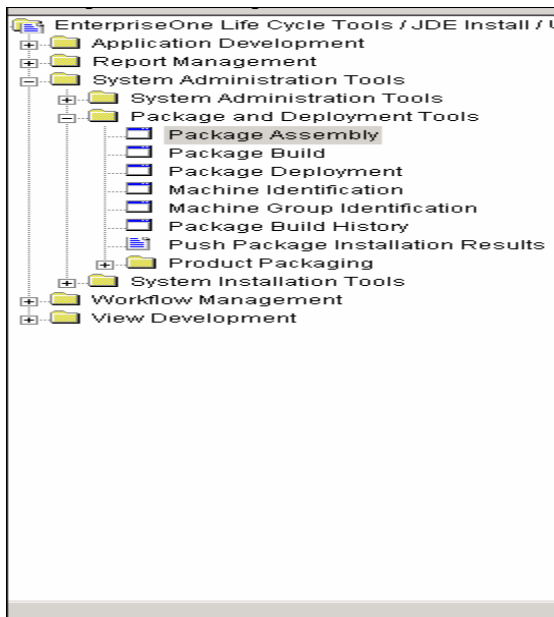 EnterpriseOne Life Cycle Tools / JDE Install /
Application Development
Report Management
System Administration Tools
System Administration Tools
Package and Deployment Tools
Package Assembly
Package Build
Package Deployment
Machine Identification
Machine Group Identification
Package Build History
Push Package Installation Results
Product Packaging
System Installation Tools
Workflow Management
View Development